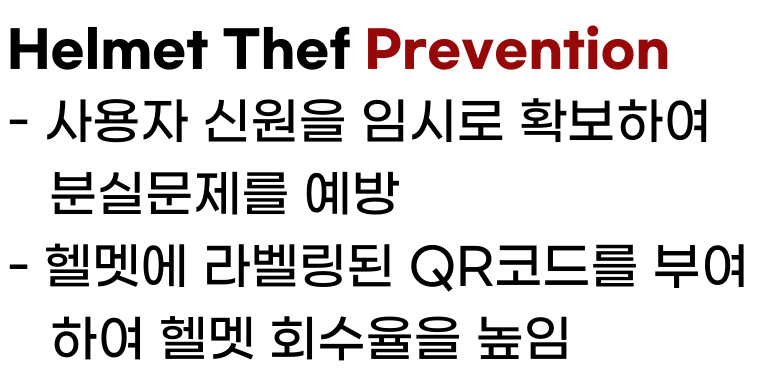 Helmet Thef Prevention
- 사용자 신원을 임시로 확보하여
분실문제를 예방
- 헬멧에 라벨링된 QR코드를 부여
하여 헬멧 회수율을 높임